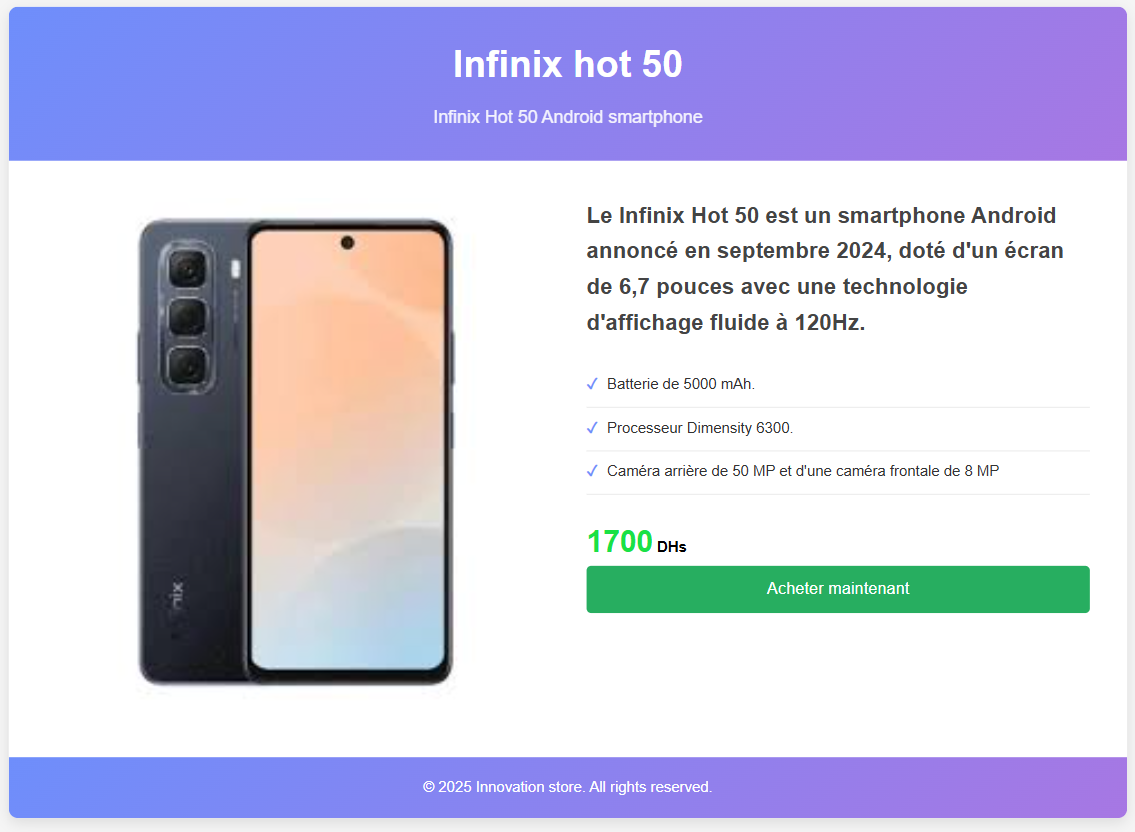 Infinix hot 50
Infinix Hot 50 Android smartphone
Le Infinix Hot 50 est un smartphone Android
annoncé en septembre 2024, doté d'un écran
de 6,7 pouces avec une technologie
d'affichage fluide à 120Hz.
✓ Batterie de 5000 mAh.
✓ Processeur Dimensity 6300.
✓ Caméra arrière de 50 MP et d'une caméra frontale de 8 MP
1700 DHs
Acheter maintenant
© 2025 Innovation store. All rights reserved.